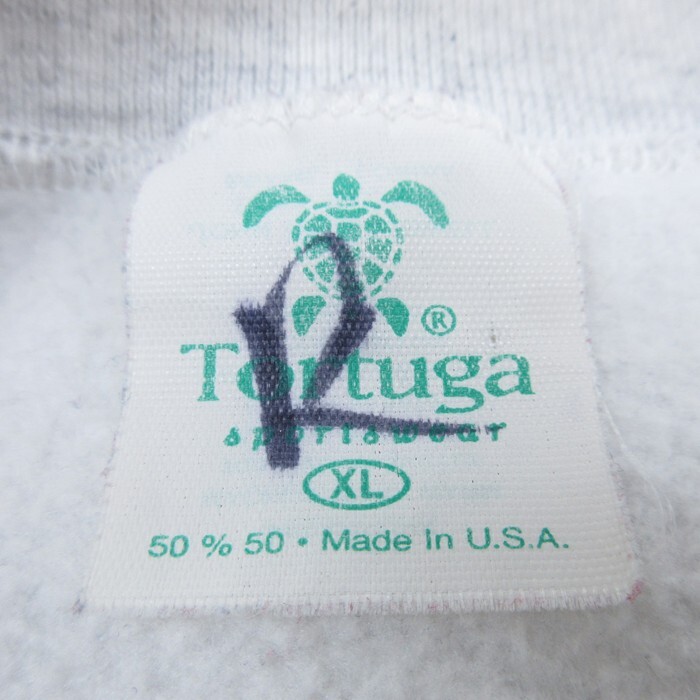 R
®
Tortuga
sportswear
XL
50 % 50 • Made In U.S.A.